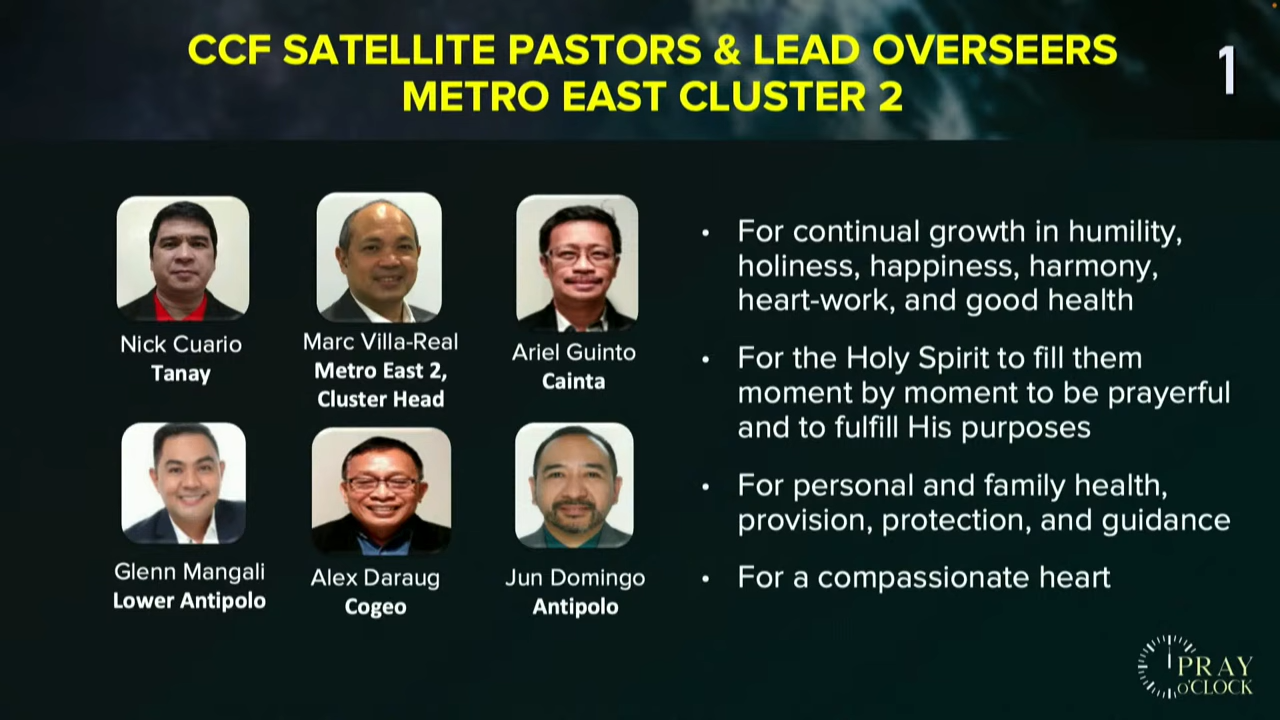 CCF SATELLITE PASTORS & LEAD OVERSEERS
METRO EAST CLUSTER 2
1
Nick Cuario
Tanay
Marc Villa-Real
Metro East 2,
Cluster Head
Ariel Guinto
Cainta
Glenn Mangali
Lower Antipolo
Alex Daraug
Cogeo
Jun Domingo
Antipolo
• For continual growth in humility,
holiness, happiness, harmony,
heart-work, and good health
• For the Holy Spirit to fill them
moment by moment to be prayerful
and to fulfill His purposes
• For personal and family health,
provision, protection, and guidance
• For a compassionate heart
PRAY
O'CLOCK